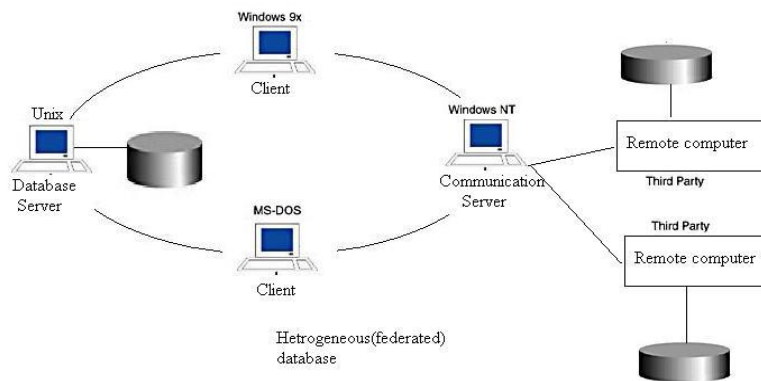 Windows 9x
Client
Unix
Database
Server
Windows NT
Communication
Server
Remote computer
Third Party
MS-DOS
Client
Third Party
Remote computer
Hetrogeneous(federated)
database